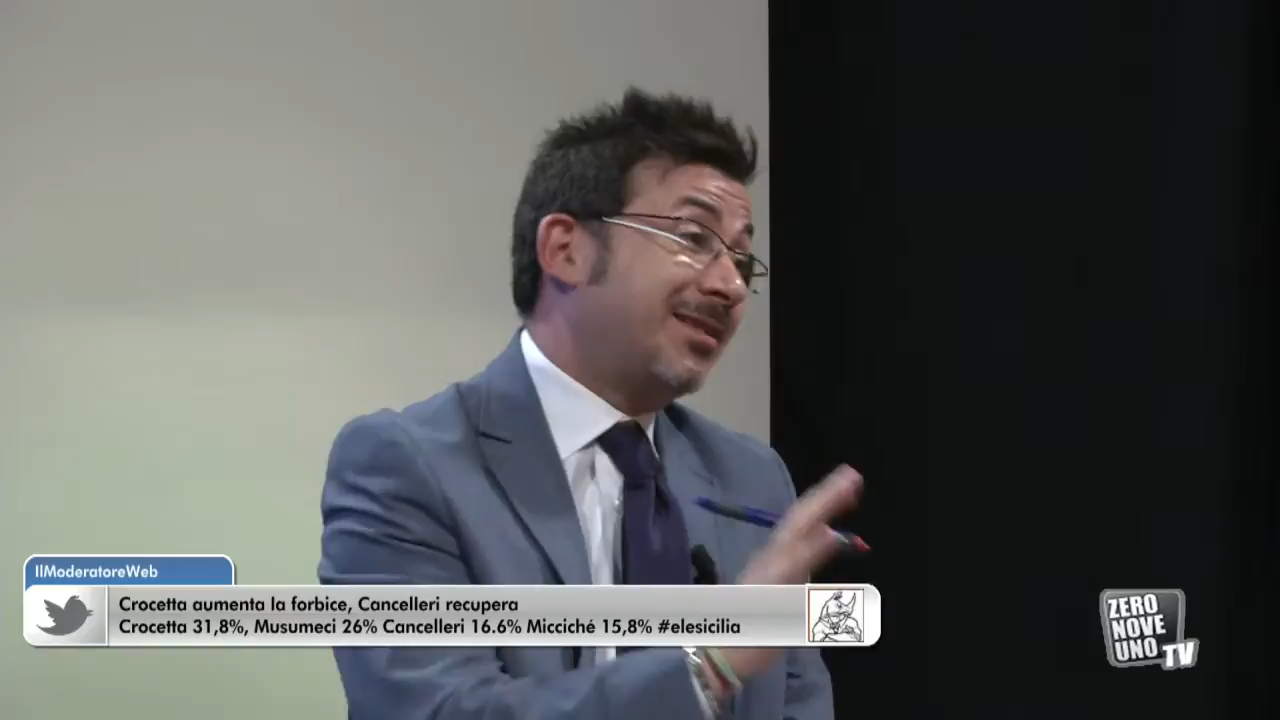 IlModeratoreWeb
Crocetta aumenta la forbice, Cancelleri recupera
Crocetta 31,8%, Musumeci 26% Cancelleri 16.6% Micciché 15,8% #elesicilia
ZERO
NOVE
UNO TV